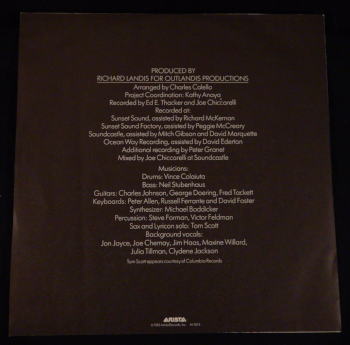 PRODUCED BY
RICHARD LANDIS FOR OUTLANDIS PRODUCTIONS
Arranged by Charles Calello
Project Coordination: Kathy Anaya
Recorded by Ed E. Thacker and Joe Chiccarelli
Recorded at:
Sunset Sound, assisted by Richard McKernan
Sunset Sound Factory, assisted by Peggie McCreary
Soundcastle, assisted by Mitch Gibson and David Marquette
Ocean Way Recording, assisted by David Ederton
Additional recording by Peter Granet
Mixed by Joe Chiccarelli at Soundcastle
Musicians:
Drums: Vince Colaiuta
Bass: Neil Stubenhaus
Guitars: Charles Johnson, George Doering, Fred Tackett
Keyboards: Peter Allen, Russell Ferrante and David Foster
Synthesizer: Michael Boddicker
Percussion: Steve Forman, Victor Feldman
Sax and Lyricon solo: Tom Scott
Background vocals:
Jon Joyce, Joe Chemay, Jim Haas, Maxine Willard,
Julia Tillman, Clydene Jackson
Tom Scott appears courtesy of Columbia Records
ARISTA
Arista Records, Inc.